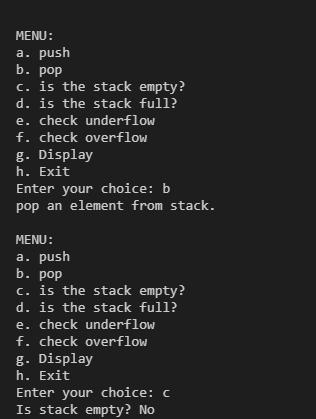 MENU:
a. push
b. pop
c. is the stack empty?
d. is the stack full?
e. check underflow
f. check overflow
g. Display
h. Exit
Enter your choice: b
pop an element from stack.
MENU:
a. push
b. pop
c. is the stack empty?
d. is the stack full?
e. check underflow
f. check overflow
g. Display
h. Exit
Enter your choice: c
Is stack empty? No